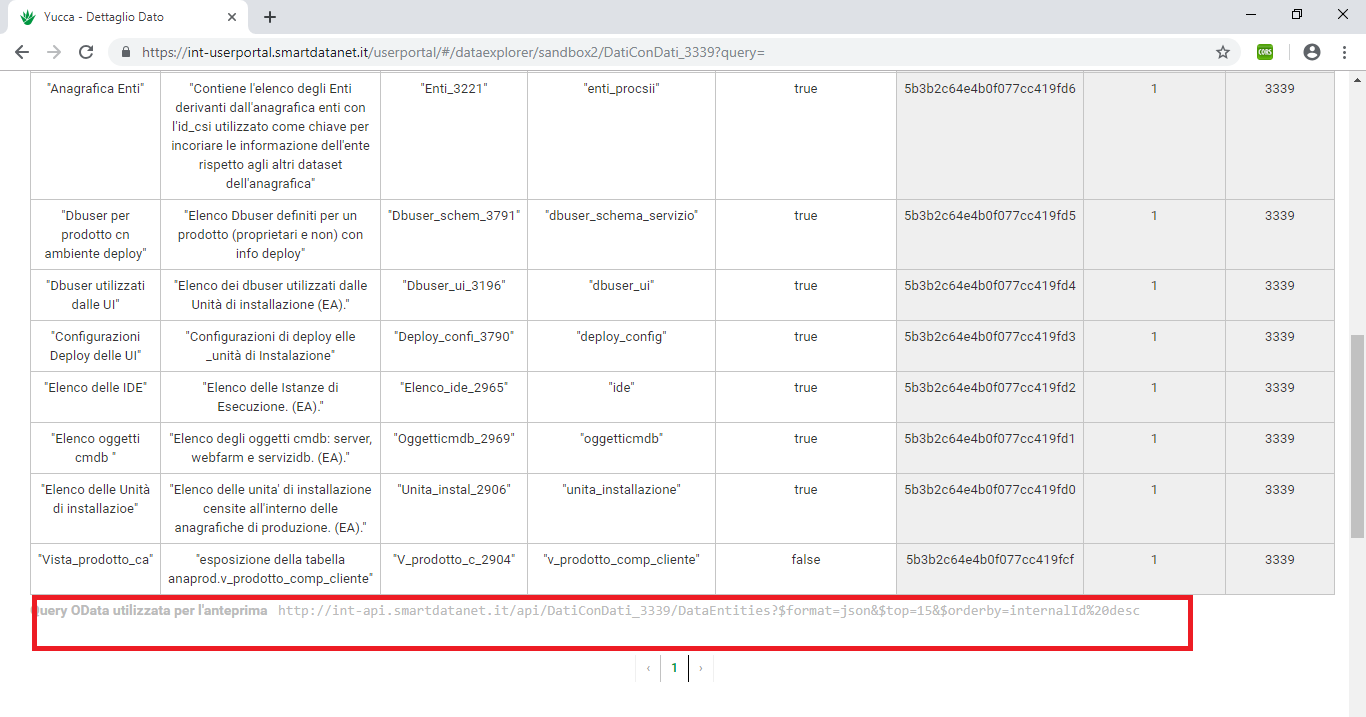 Yucca - Dettaglio Dato
https://int-userportal.smartdatanet.it/userportal/#/dataexplorer/sandbox2/DatiConDati_3339?query=
CORS
"Anagrafica Enti" "Contiene l'elenco degli Enti "Enti_3221" "enti_procsii" true 5b3b2c64e4b0f077cc419fd6 1 3339
derivanti dall'anagrafica enti con
l'id_csi utilizzato come chiave per
incoriare le informazione dell'ente
rispetto agli altri dataset
dell'anagrafica"
"Dbuser per "Elenco Dbuser definiti per un "Dbuser_schem_3791" "dbuser_schema_servizio" true 5b3b2c64e4b0f077cc419fd5 1 3339
prodotto cn prodotto (proprietari e non) con
ambiente deploy" info deploy"
"Dbuser utilizzati "Elenco dei dbuser utilizzati dalle "Dbuser_ui_3196" "dbuser_ui" true 5b3b2c64e4b0f077cc419fd4 1 3339
dalle UI" Unità di installazione (EA)."
"Configurazioni "Configurazioni di deploy elle "Deploy_confi_3790" "deploy_config" true 5b3b2c64e4b0f077cc419fd3 1 3339
Deploy delle UI" _unità di Instalazione"
"Elenco delle IDE" "Elenco delle Istanze di "Elenco_ide_2965" "ide" true 5b3b2c64e4b0f077cc419fd2 1 3339
Esecuzione. (EA)."
"Elenco oggetti "Elenco degli oggetti cmdb: server, "Oggetticmdb_2969" "oggetticmdb" true 5b3b2c64e4b0f077cc419fd1 1 3339
cmdb " webfarm e servizidb. (EA)."
"Elenco delle Unità "Elenco delle unita' di installazione "Unita_instal_2906" "unita_installazione" true 5b3b2c64e4b0f077cc419fd0 1 3339
di installazioe" censite all'interno delle
anagrafiche di produzione. (EA)."
"Vista_prodotto_ca" "esposizione della tabella "V_prodotto_c_2904" "v_prodotto_comp_cliente" false 5b3b2c64e4b0f077cc419fcf 1 3339
anaprod.v_prodotto_comp_cliente"
Query OData utilizzata per l'anteprima http://int-api.smartdatanet.it/api/DatiConDati_3339/DataEntities?$format=json&$top=15&$orderby=internalId%20desc
‹ 1 ›